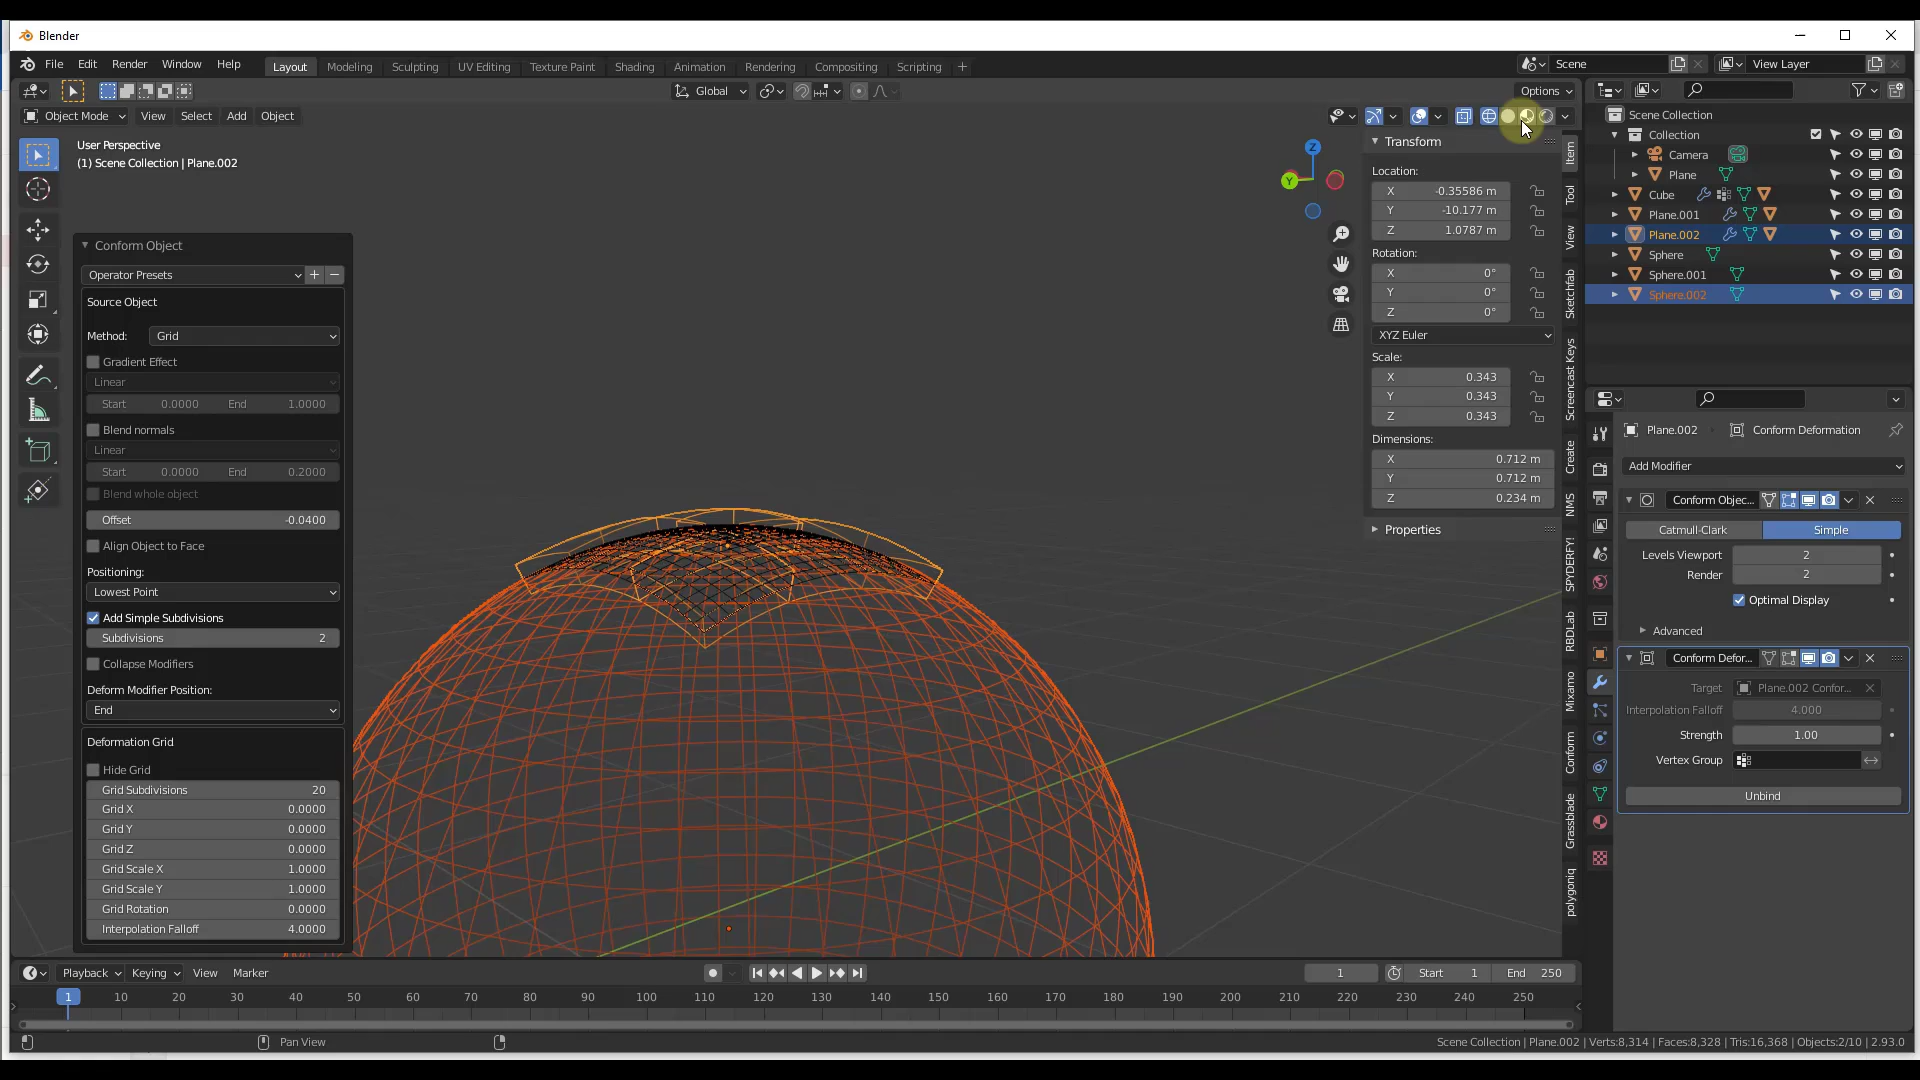 Blender
File Edit Render Window Help
Layout Modeling Sculpting UV Editing Texture Paint Shading Animation Rendering Compositing Scripting +
Scene
View Layer
Global
Options
Object Mode View Select Add Object
User Perspective
(1) Scene Collection | Plane.002
Z
Y
Conform Object
Operator Presets
Source Object
Method: Grid
Gradient Effect
Linear
Start 0.0000 End 1.0000
Blend normals
Linear
Start 0.0000 End 0.2000
Blend whole object
Offset -0.0400
Align Object to Face
Positioning:
Lowest Point
Add Simple Subdivisions
Subdivisions 2
Collapse Modifiers
Deform Modifier Position:
End
Deformation Grid
Hide Grid
Grid Subdivisions 20
Grid X 0.0000
Grid Y 0.0000
Grid Z 0.0000
Grid Scale X 1.0000
Grid Scale Y 1.0000
Grid Rotation 0.0000
Interpolation Falloff 4.0000
Transform
Location:
X -0.35586 m
Y -10.177 m
Z 1.0787 m
Rotation:
X 0°
Y 0°
Z 0°
XYZ Euler
Scale:
X 0.343
Y 0.343
Z 0.343
Dimensions:
X 0.712 m
Y 0.712 m
Z 0.234 m
Properties
Item
Tool
View
Sketchfab
Screencast Keys
Create
NMS
SPYDERFY!
RBDLab
Mixamo
Conform
Grassblade
polygoniq
Scene Collection
Collection
Camera
Plane
Cube
Plane.001
Plane.002
Sphere
Sphere.001
Sphere.002
Plane.002 Conform Deformation
Add Modifier
Conform Objec...
Catmull-Clark Simple
Levels Viewport 2
Render 2
Optimal Display
Advanced
Conform Defor...
Target Plane.002 Confor...
Interpolation Falloff 4.000
Strength 1.00
Vertex Group
Unbind
Playback Keying View Marker
1 Start 1 End 250
1 10 20 30 40 50 60 70 80 90 100 110 120 130 140 150 160 170 180 190 200 210 220 230 240 250
Pan View
Scene Collection | Plane.002 | Verts:8,314 | Faces:8,328 | Tris:16,368 | Objects:2/10 | 2.93.0